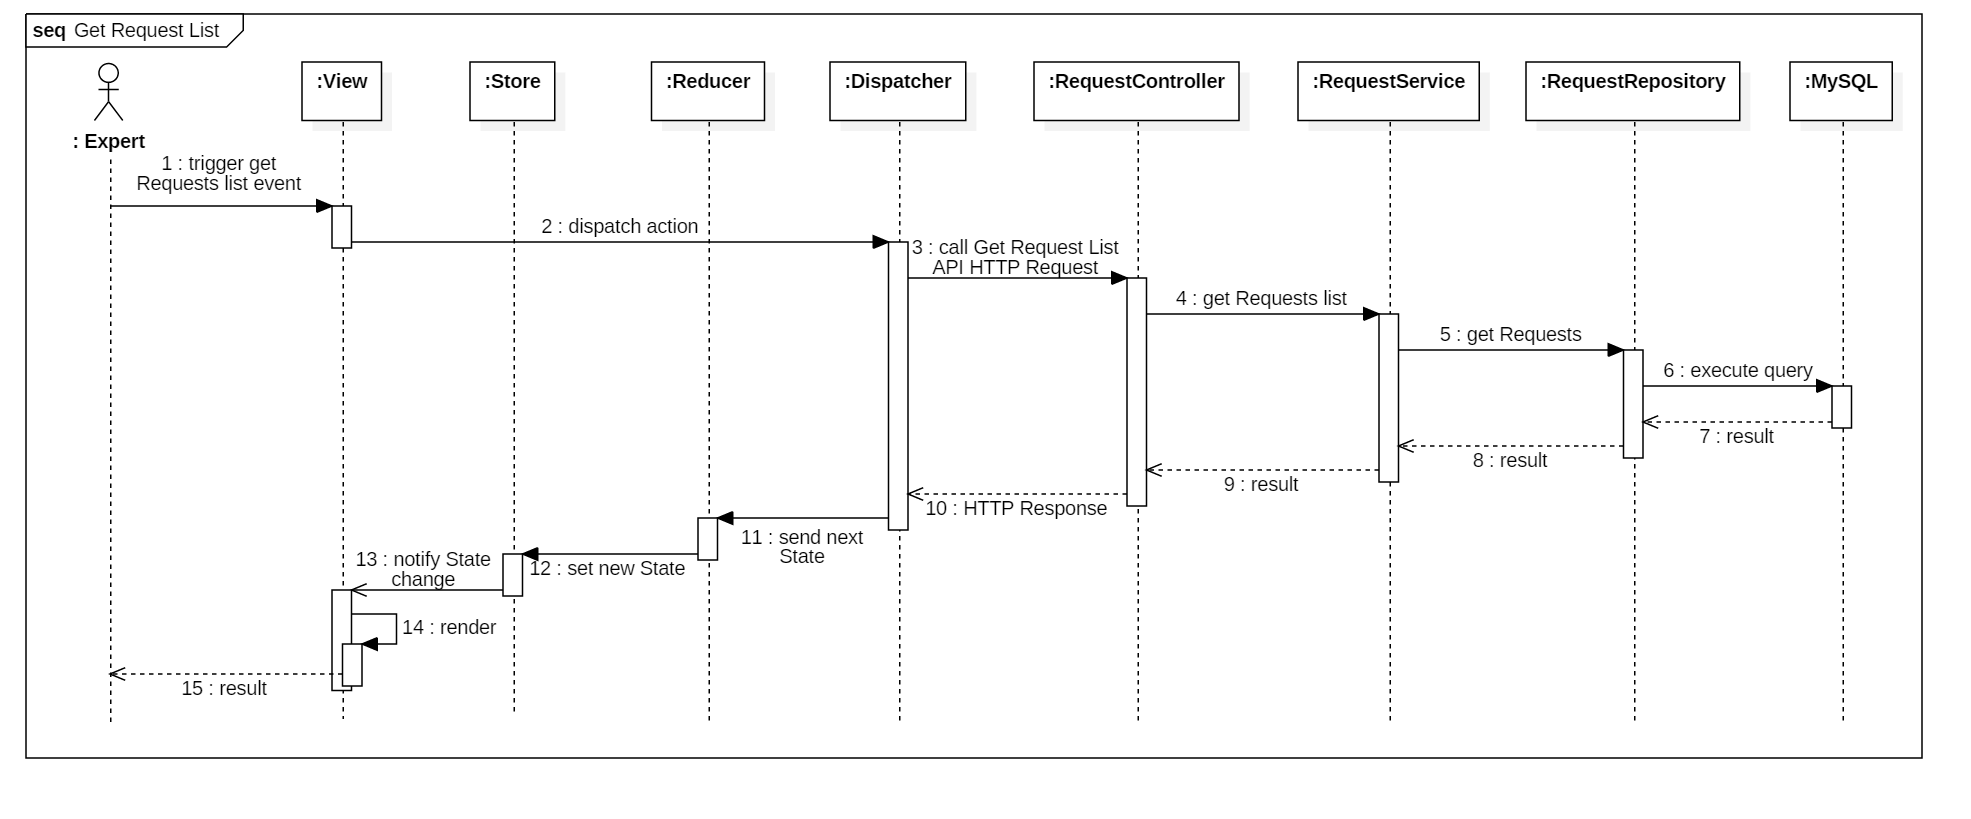 seq Get Request List
:View
:Store
:Reducer
:Dispatcher
:RequestController
:RequestService
:RequestRepository
:MySQL
: Expert
1 : trigger get
Requests list event
2 : dispatch action
3 : call Get Request List
API HTTP Request
4 : get Requests list
5 : get Requests
6 : execute query
7 : result
8 : result
9 : result
10 : HTTP Response
11 : send next
State
12 : set new State
13 : notify State
change
14 : render
15 : result